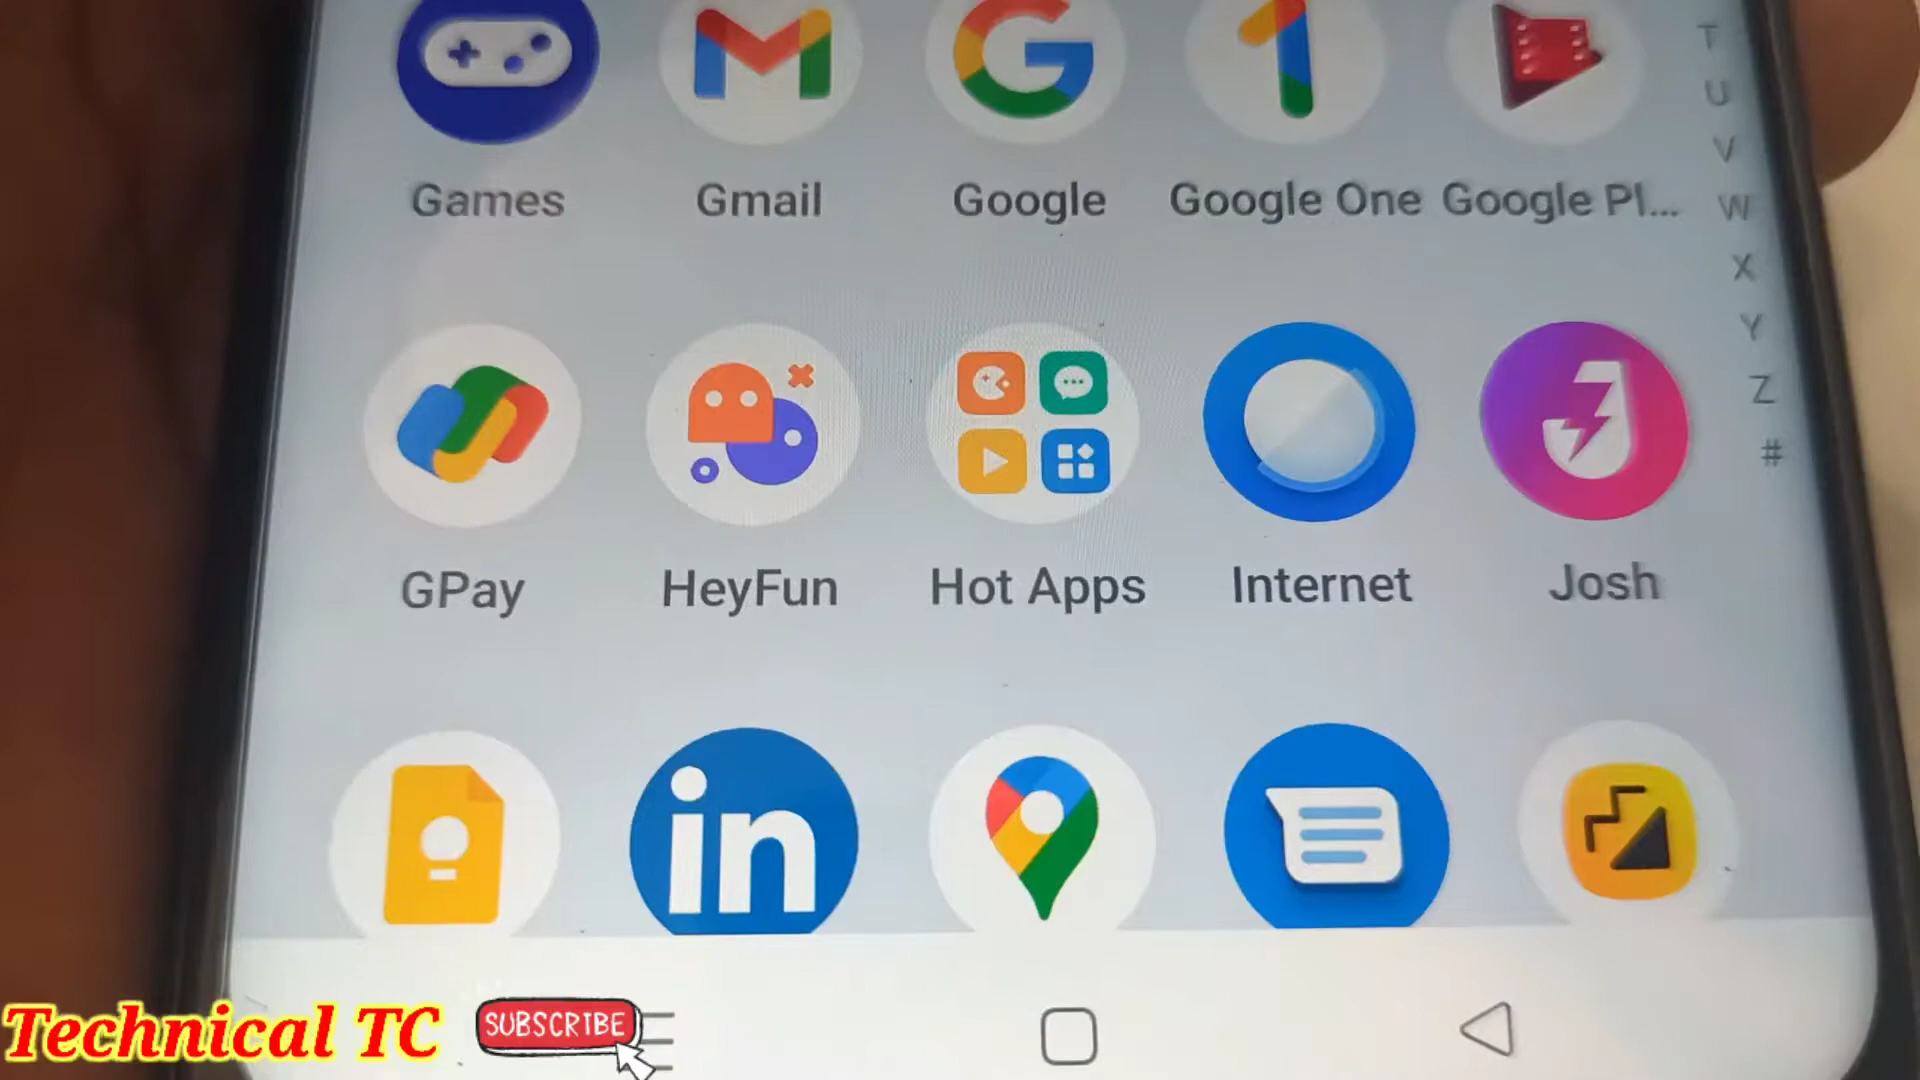 T
U
V
W
X
Y
Z
#
Games Gmail Google Google One Google Pl...
GPay HeyFun Hot Apps Internet Josh
in
Technical TC SUBSCRIBE